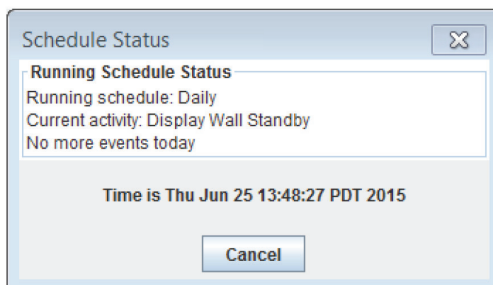 Schedule Status
Running Schedule Status
Running schedule: Daily
Current activity: Display Wall Standby
No more events today
Time is Thu Jun 25 13:48:27 PDT 2015
Cancel